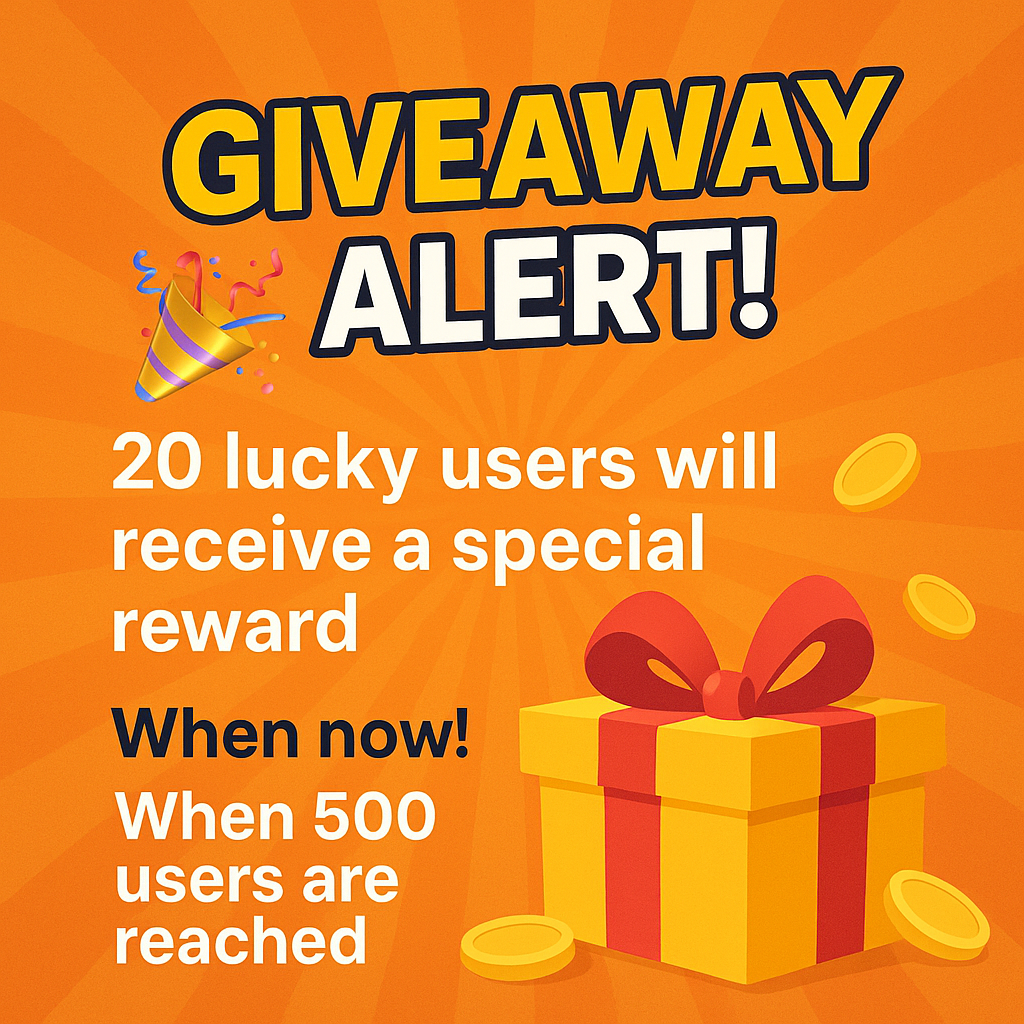 GIVEAWAY
ALERT!
20 lucky users will
receive a special
reward
When now!
When 500
users are
reached